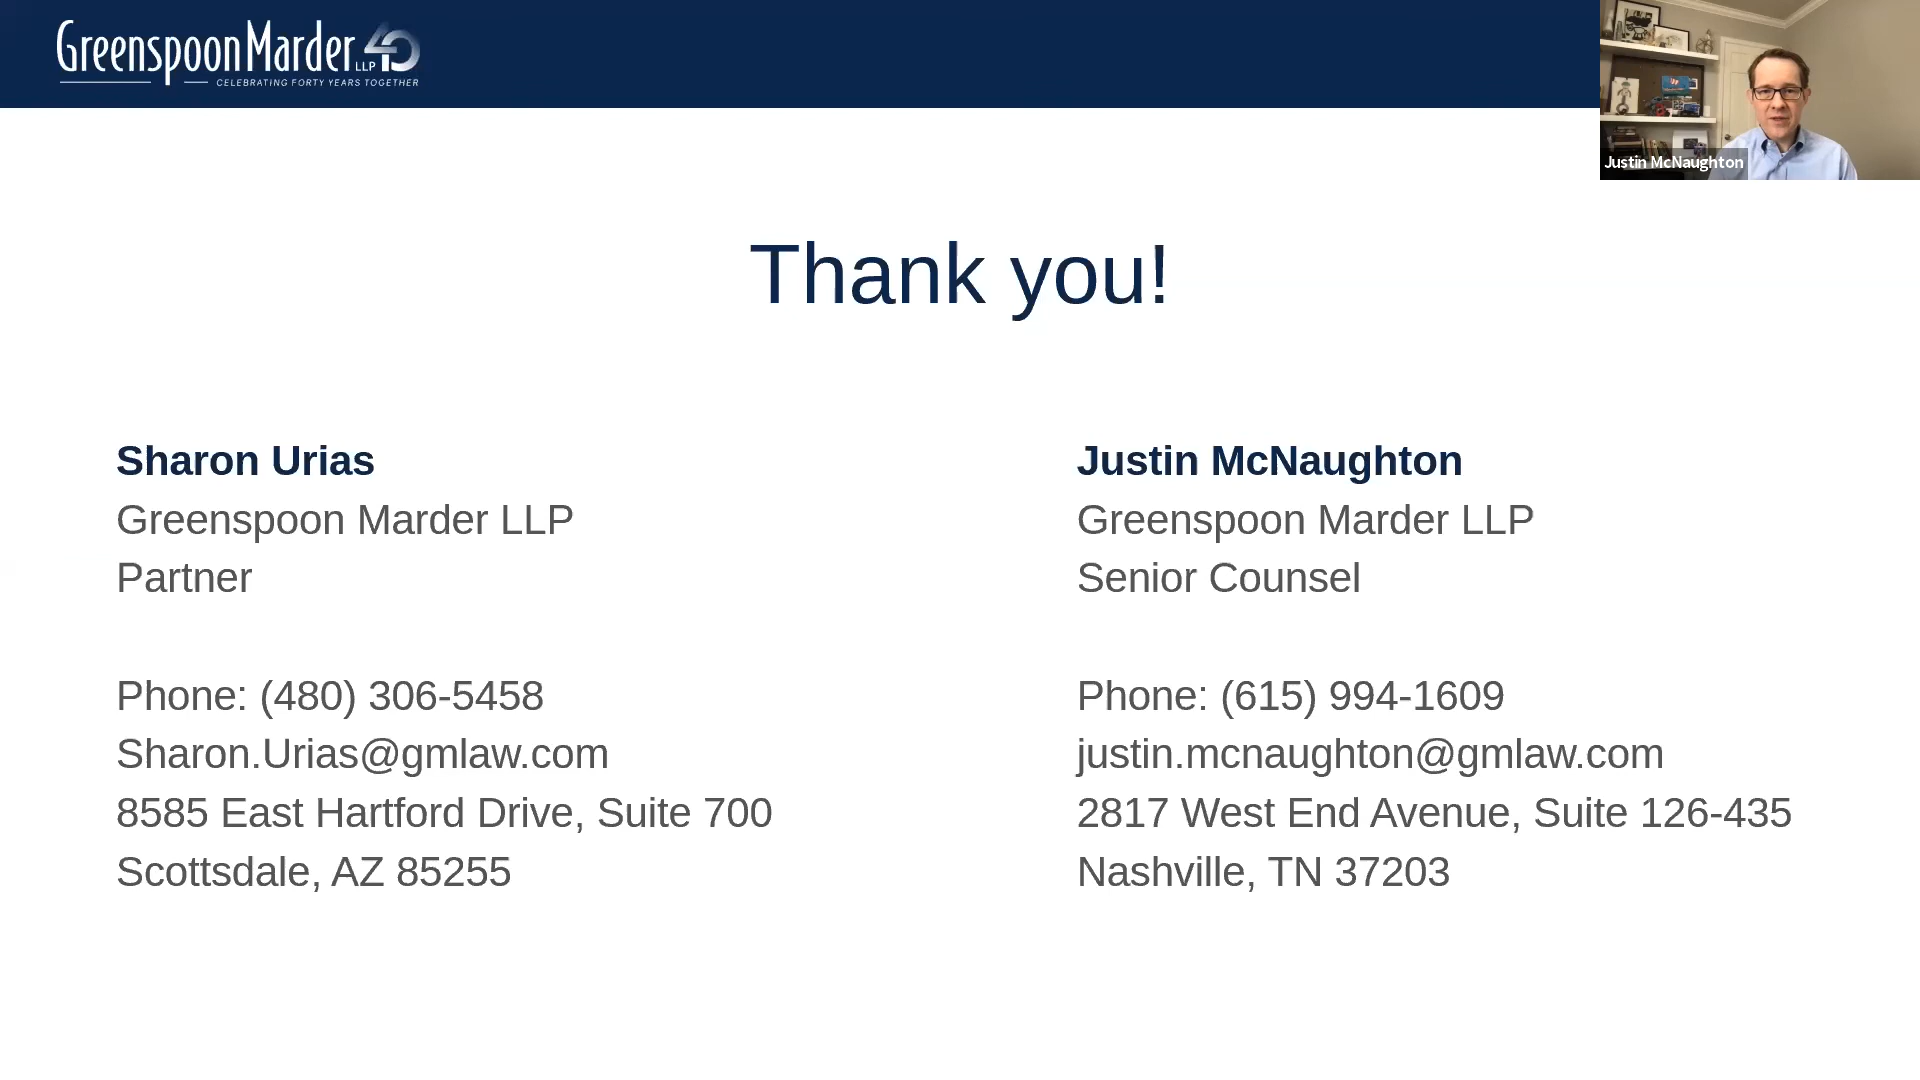 GreenspoonMarder LLP 40
CELEBRATING FORTY YEARS TOGETHER
Justin McNaughton
Thank you!
Sharon Urias
Greenspoon Marder LLP
Partner
Phone: (480) 306-5458
Sharon.Urias@gmlaw.com
8585 East Hartford Drive, Suite 700
Scottsdale, AZ 85255
Justin McNaughton
Greenspoon Marder LLP
Senior Counsel
Phone: (615) 994-1609
justin.mcnaughton@gmlaw.com
2817 West End Avenue, Suite 126-435
Nashville, TN 37203